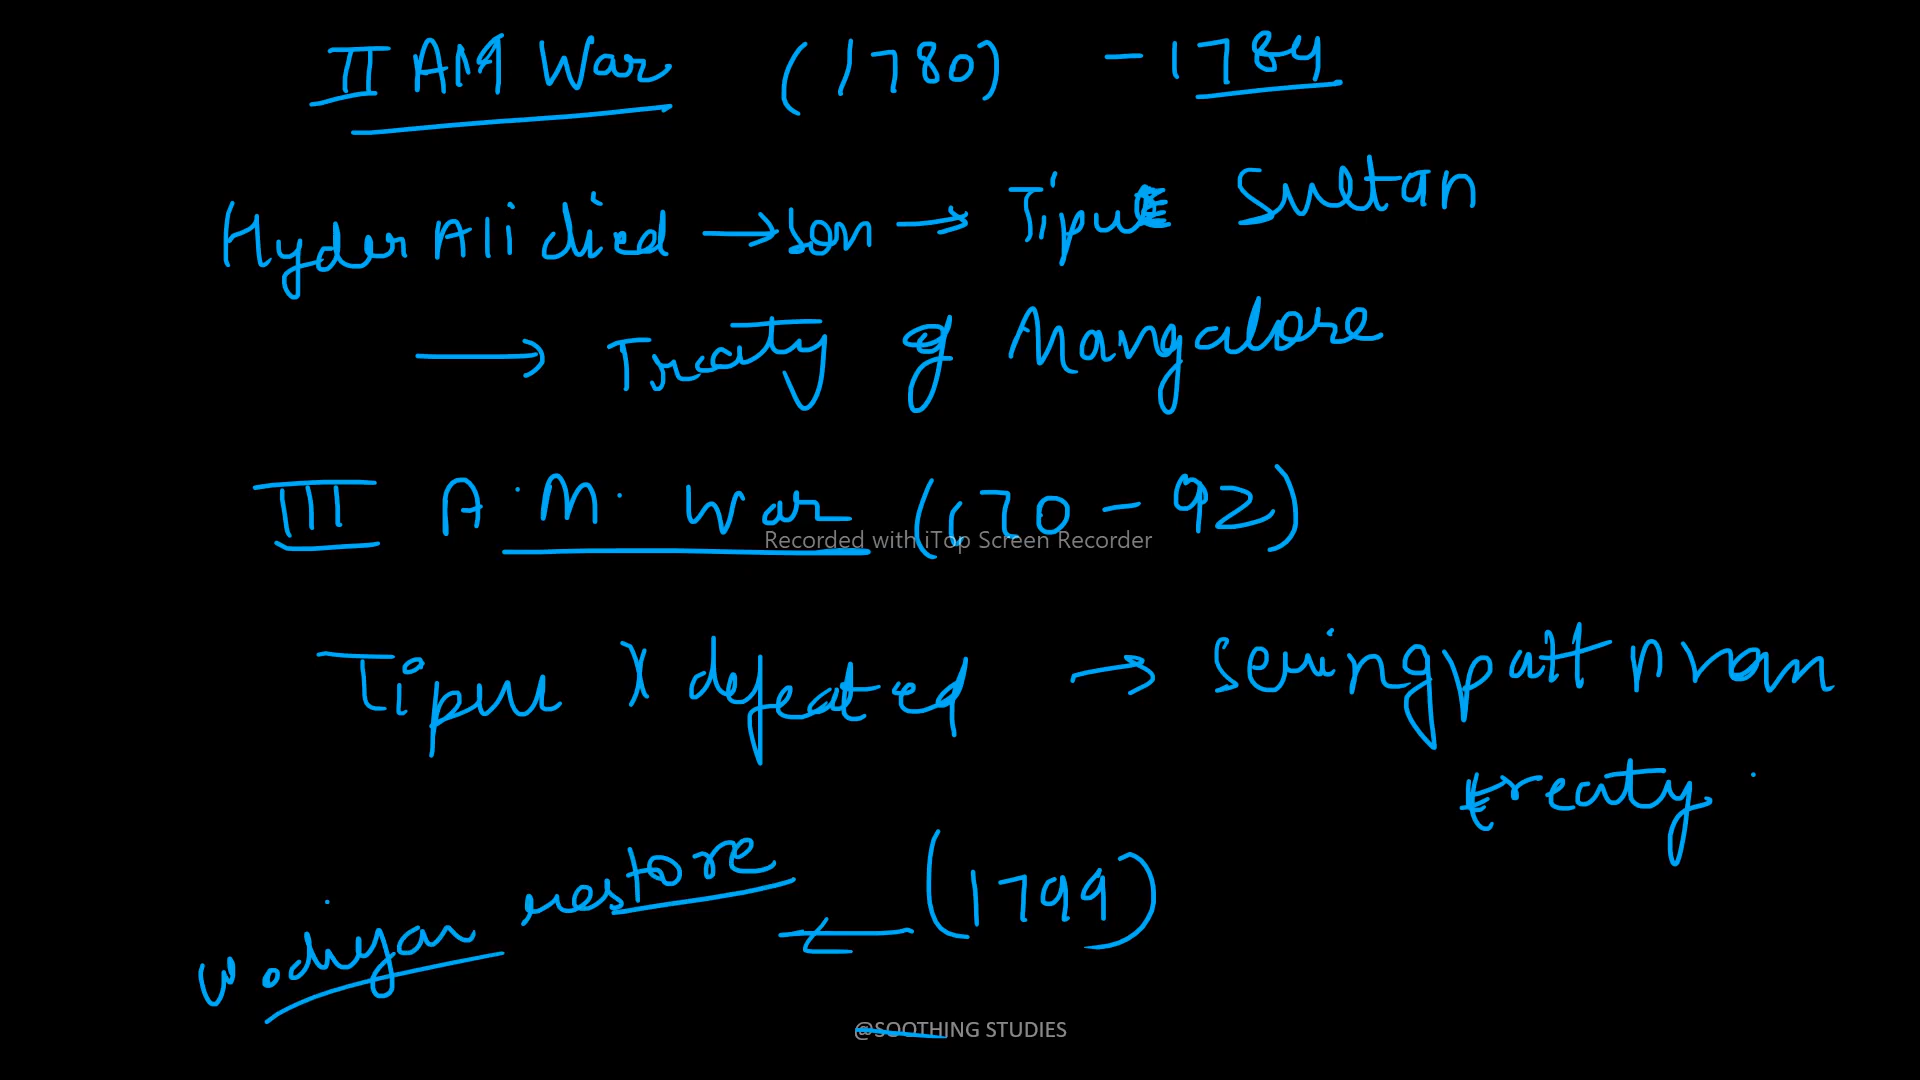 II AM War (1780) - 1784
Hyder Ali died → son → Tipu Sultan
→ Treaty of Mangalore
III A.M. War (170-92)
Recorded with iTop Screen Recorder
Tipu X defeated → Seringpattnram
treaty.
wodiyar restore ← (1799)
@SOOTHING STUDIES